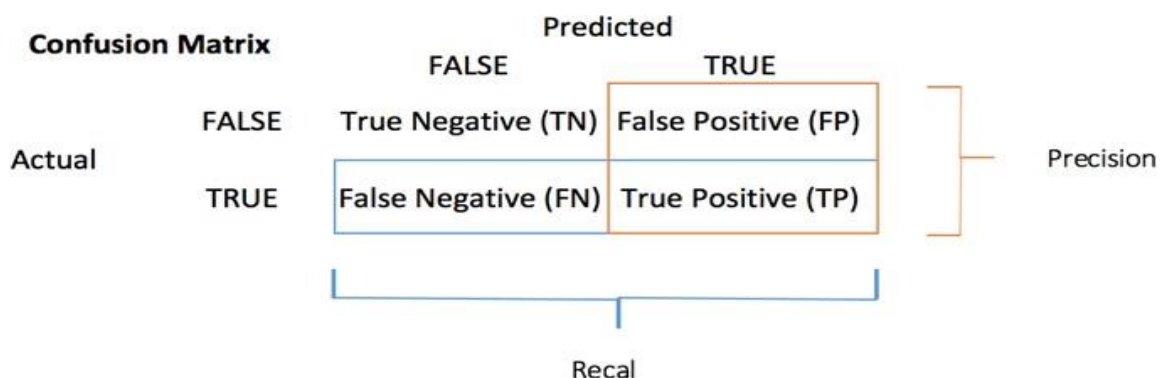 Confusion Matrix
Predicted
FALSE TRUE
FALSE True Negative (TN) False Positive (FP)
Actual
Precision
TRUE False Negative (FN) True Positive (TP)
Recal